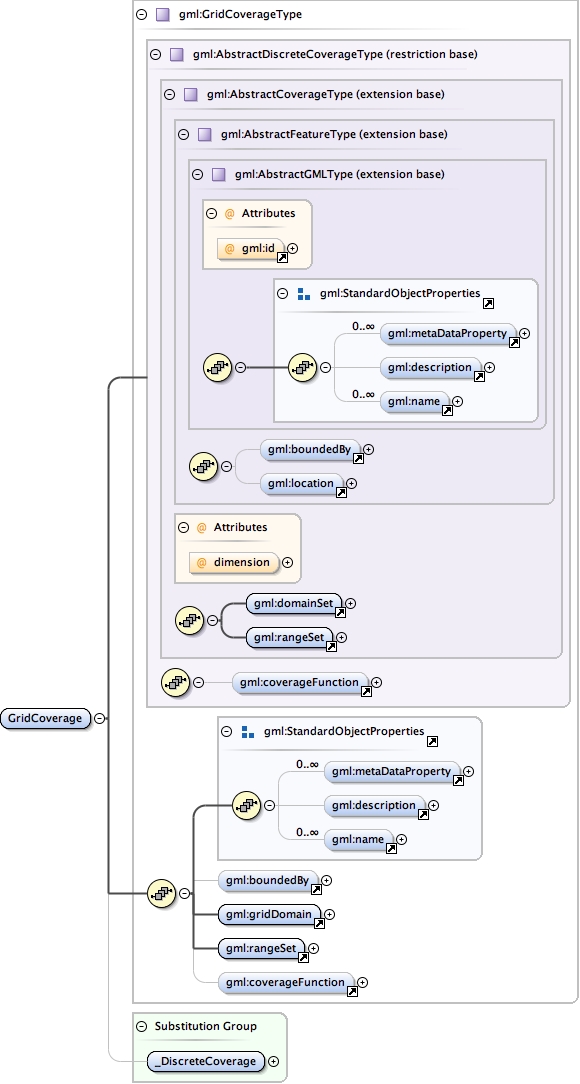 gml:GridCoverageType
gml:AbstractDiscreteCoverageType (restriction base)
gml:AbstractCoverageType (extension base)
gml:AbstractFeatureType (extension base)
gml:AbstractGMLType (extension base)
@ Attributes
@ gml:id
gml:StandardObjectProperties
0..∞
gml:metaDataProperty
gml:description
0..∞
gml:name
gml:boundedBy
gml:location
@ Attributes
@ dimension
gml:domainSet
gml:rangeSet
gml:coverageFunction
GridCoverage
gml:StandardObjectProperties
0..∞
gml:metaDataProperty
gml:description
0..∞
gml:name
gml:boundedBy
gml:gridDomain
gml:rangeSet
gml:coverageFunction
Substitution Group
_DiscreteCoverage